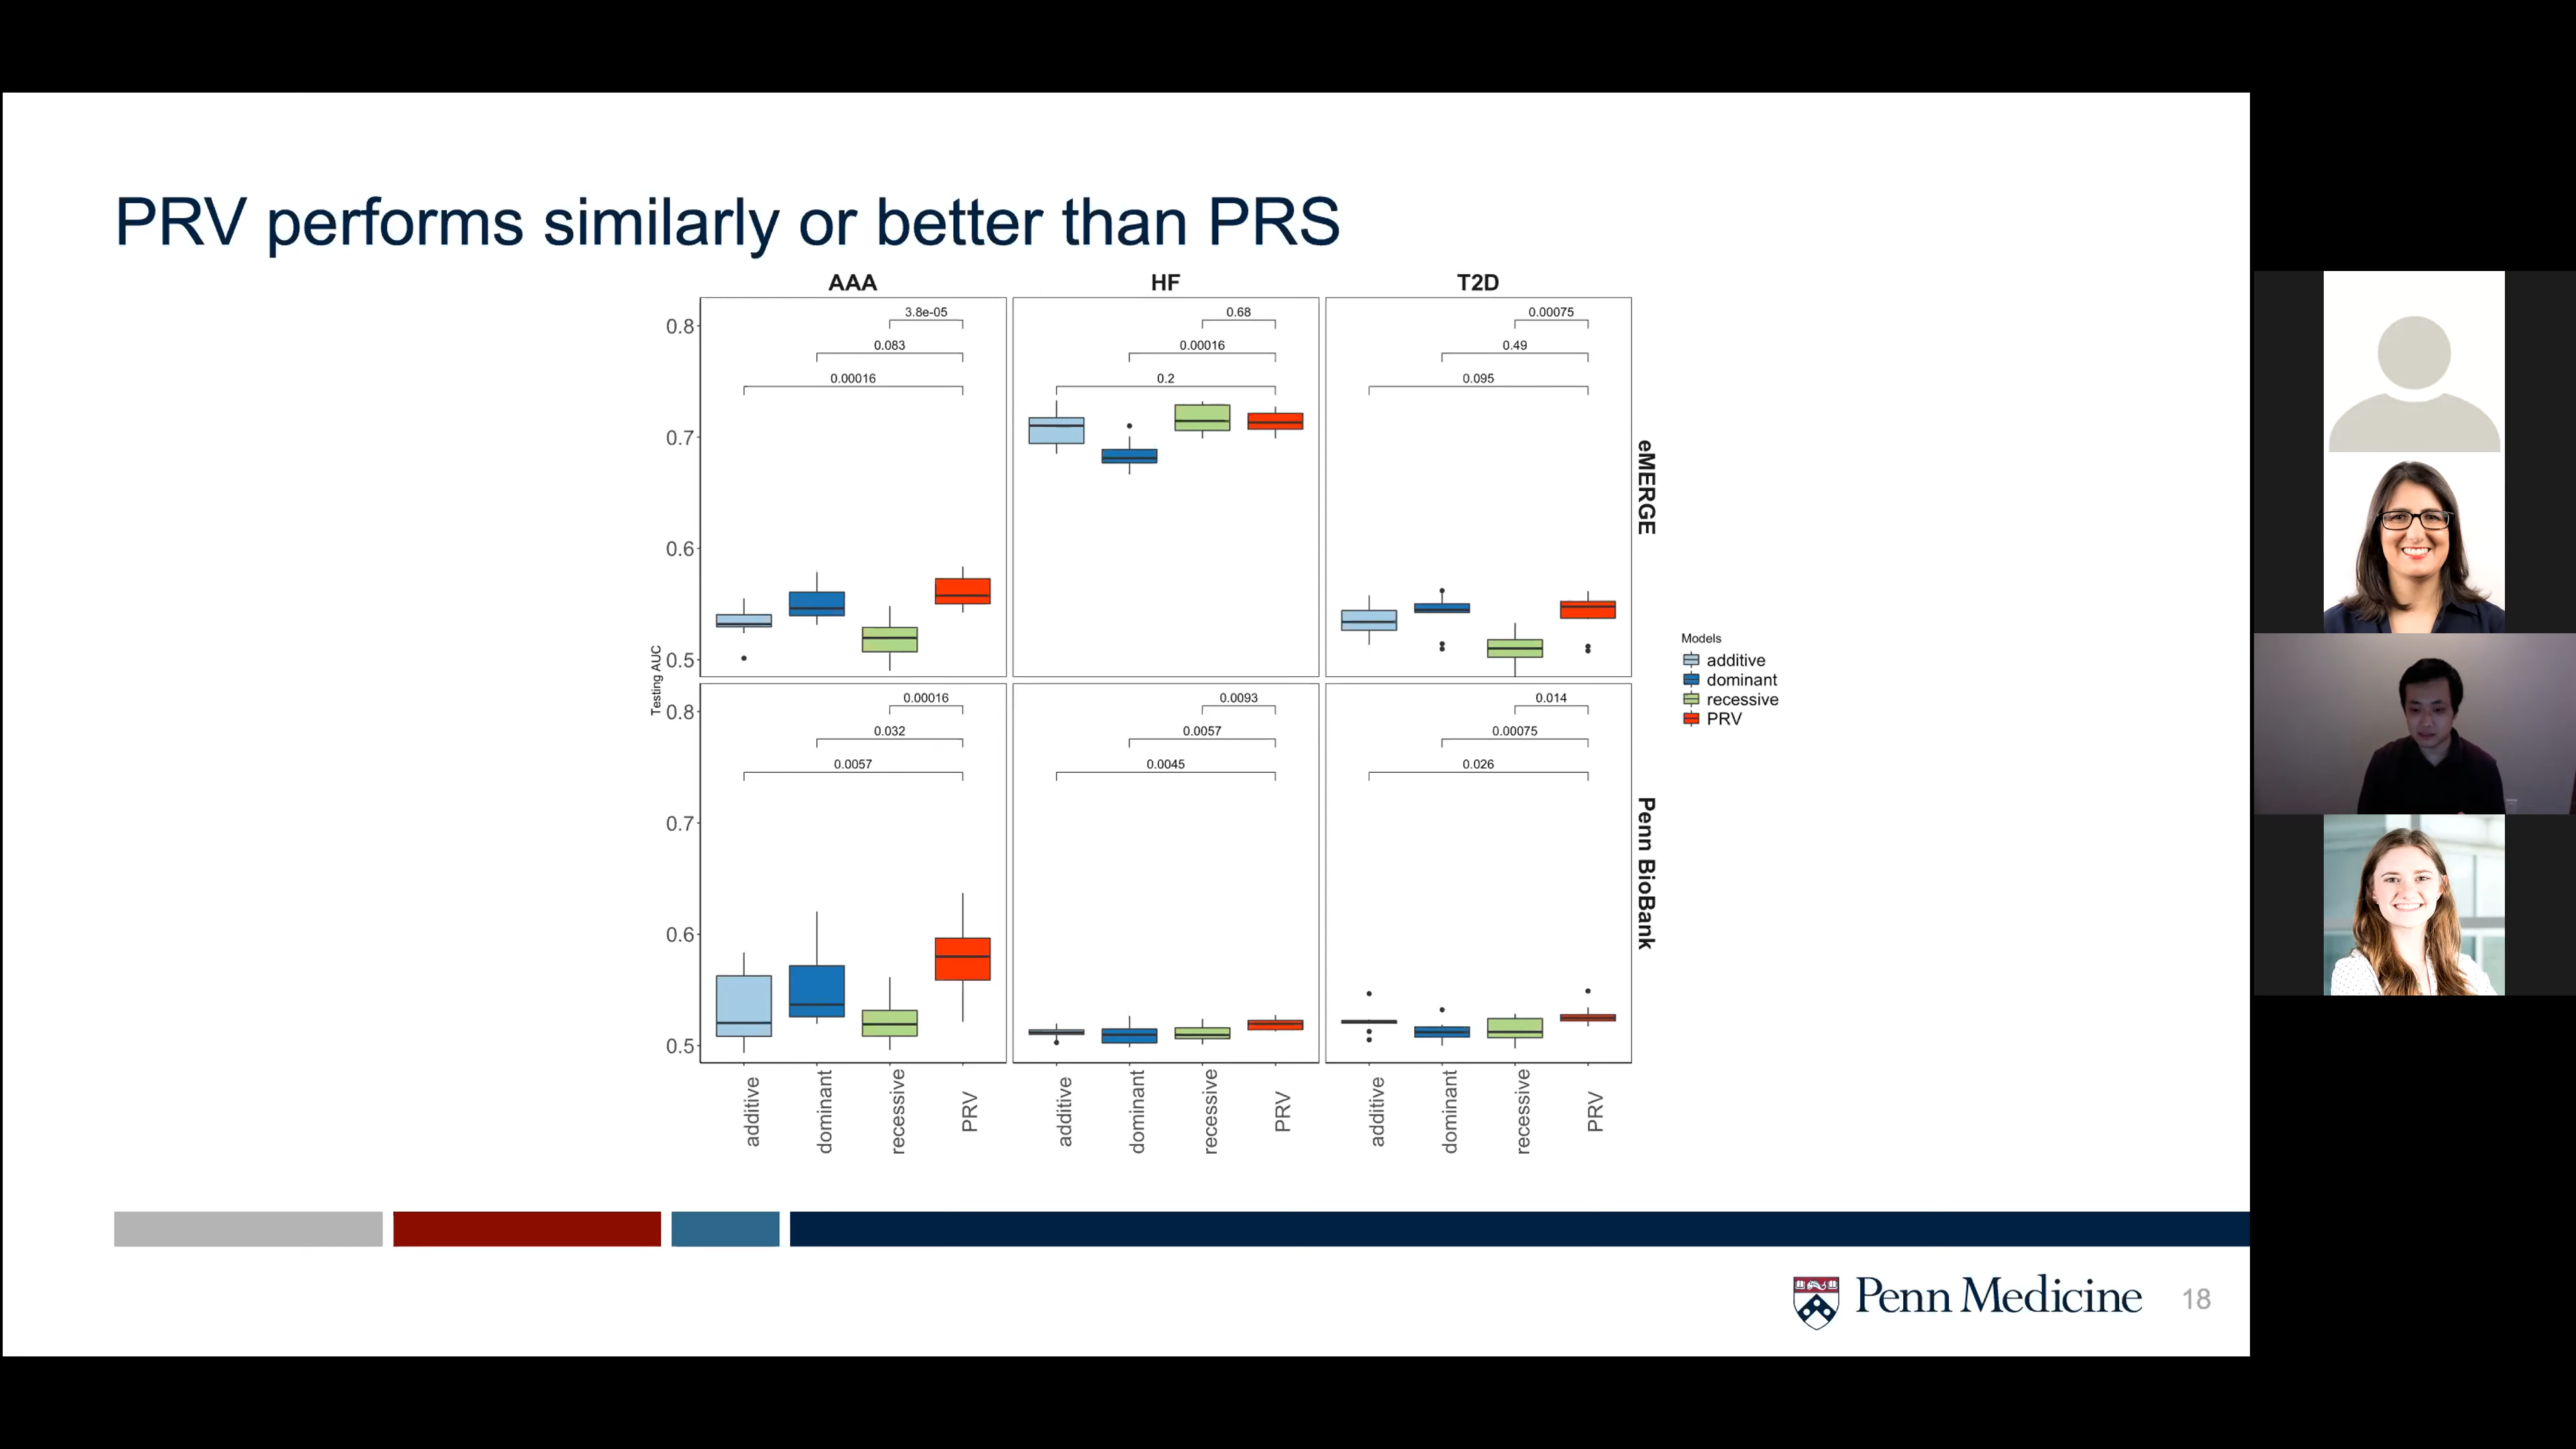 PRV performs similarly or better than PRS
AAA
HF
T2D
3.8e-05
0.083
0.00016
0.68
0.00016
0.2
0.00075
0.49
0.095
0.8
0.7
0.6
0.5
eMERGE
Testing AUC
0.00016
0.032
0.0057
0.0093
0.0057
0.0045
0.014
0.00075
0.026
0.8
0.7
0.6
0.5
Penn BioBank
additive
dominant
recessive
PRV
additive
dominant
recessive
PRV
additive
dominant
recessive
PRV
Models
additive
dominant
recessive
PRV
Penn Medicine
18